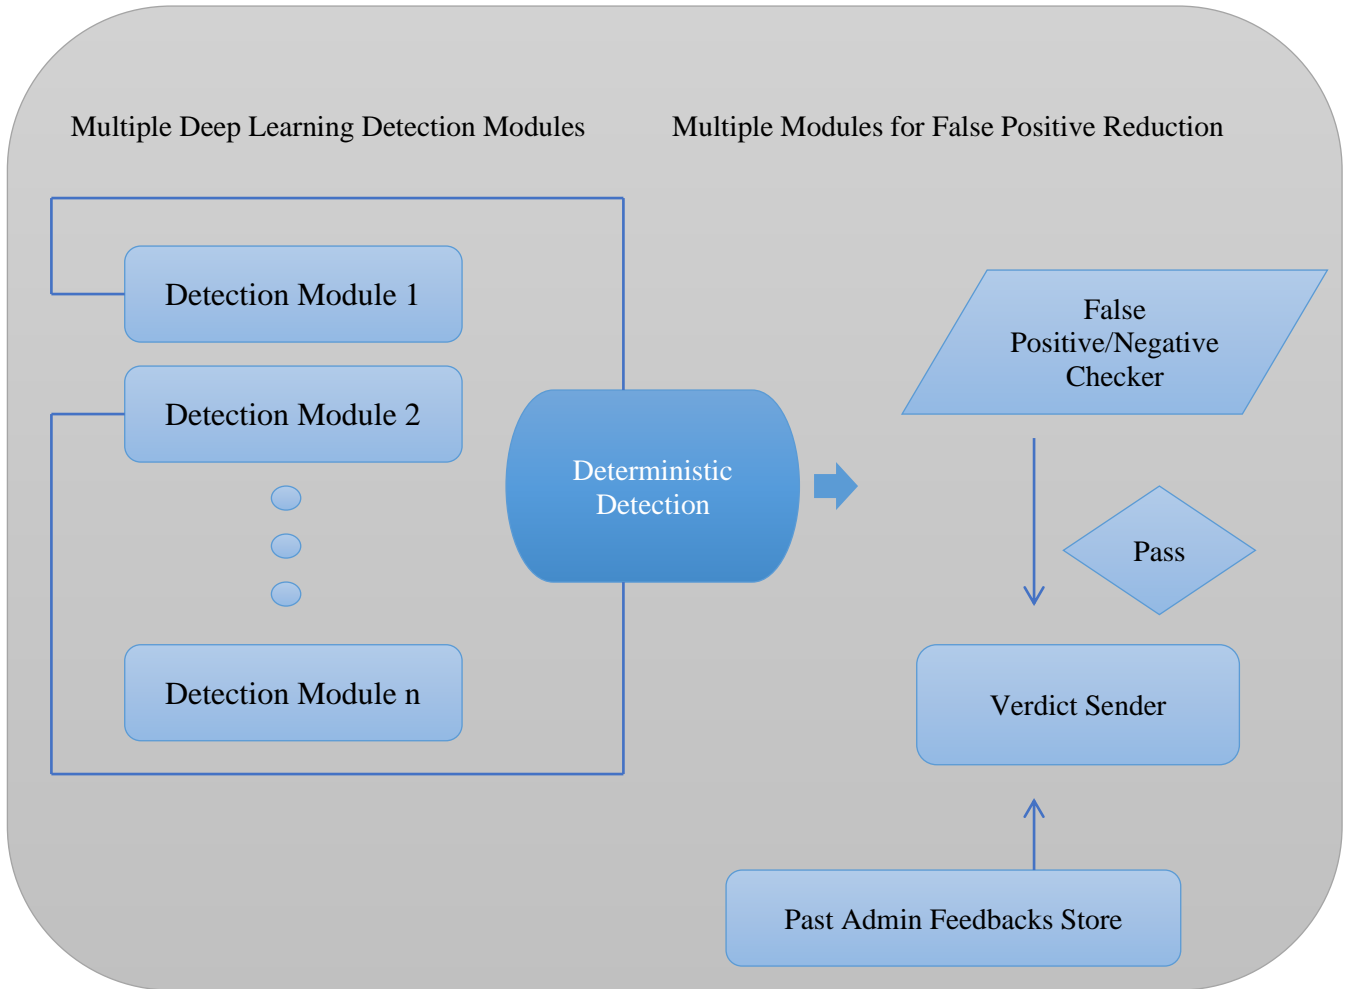 Multiple Deep Learning Detection Modules
Multiple Modules for False Positive Reduction
Detection Module 1
Detection Module 2
Detection Module n
Deterministic
Detection
False
Positive/Negative
Checker
Pass
Verdict Sender
Past Admin Feedbacks Store